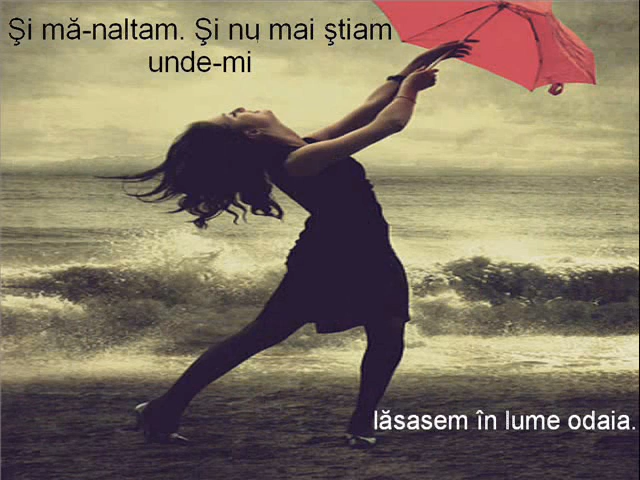 Şi mă-naltam. Şi nu mai ştiam
unde-mi
lăsasem în lume odaia.